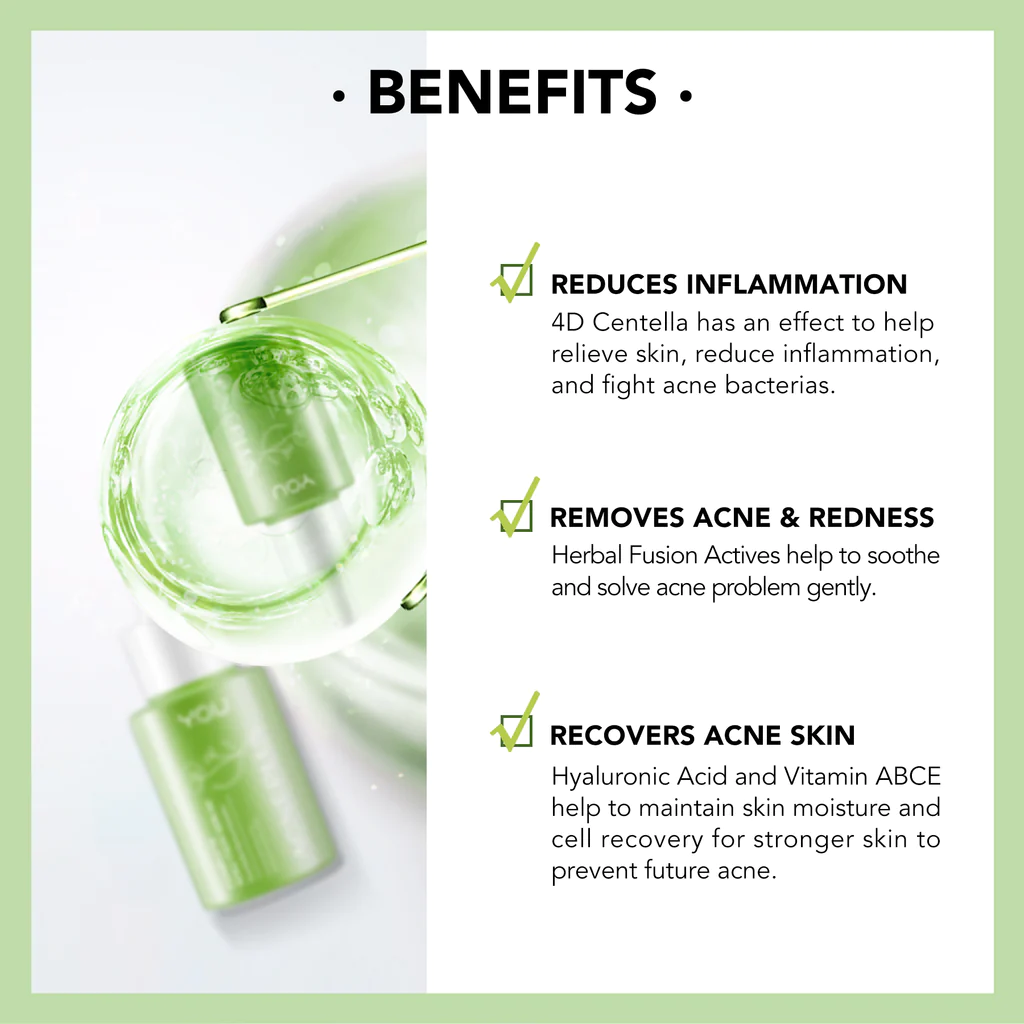 • BENEFITS •
REDUCES INFLAMMATION
4D Centella has an effect to help
relieve skin, reduce inflammation,
and fight acne bacterias.
REMOVES ACNE & REDNESS
Herbal Fusion Actives help to soothe
and solve acne problem gently.
RECOVERS ACNE SKIN
Hyaluronic Acid and Vitamin ABCE
help to maintain skin moisture and
cell recovery for stronger skin to
prevent future acne.
YOU
YOU